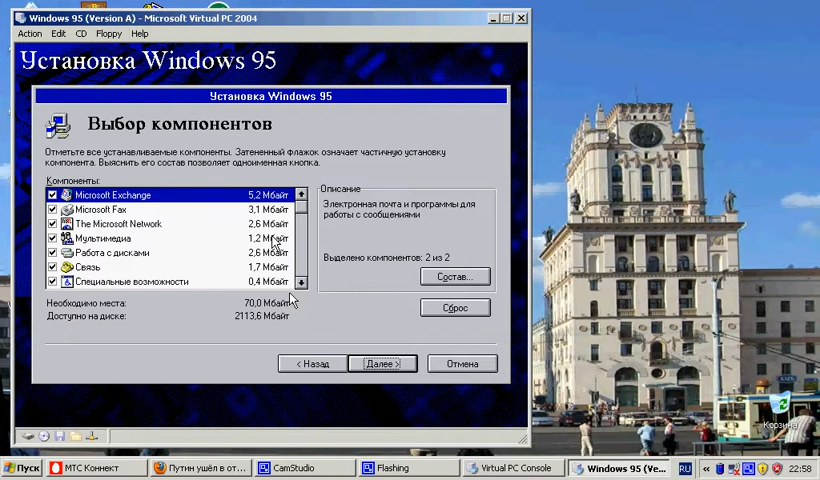 Windows 95 (Version A) - Microsoft Virtual PC 2004
Action Edit CD Floppy Help
Установка Windows 95
Установка Windows 95
Выбор компонентов
Отметьте все устанавливаемые компоненты. Затененный флажок означает частичную установку
компонента. Выяснить его состав позволяет одноименная кнопка.
Компоненты:
Microsoft Exchange 5,2 Мбайт
Microsoft Fax 3,1 Мбайт
The Microsoft Network 2,6 Мбайт
Мультимедиа 1,2 Мбайт
Работа с дисками 2,6 Мбайт
Связь 1,7 Мбайт
Специальные возможности 0,4 Мбайт
Описание
Электронная почта и программы для
работы с сообщениями
Выделено компонентов: 2 из 2
Состав...
Необходимо места: 70,0 Мбайт
Доступно на диске: 2113,6 Мбайт
Сброс
< Назад
Далее >
Отмена
Корзина
Пуск
МТС Коннект
Путин ушёл в от...
CamStudio
Flashing
Virtual PC Console
Windows 95 (Ve...
RU
22:58